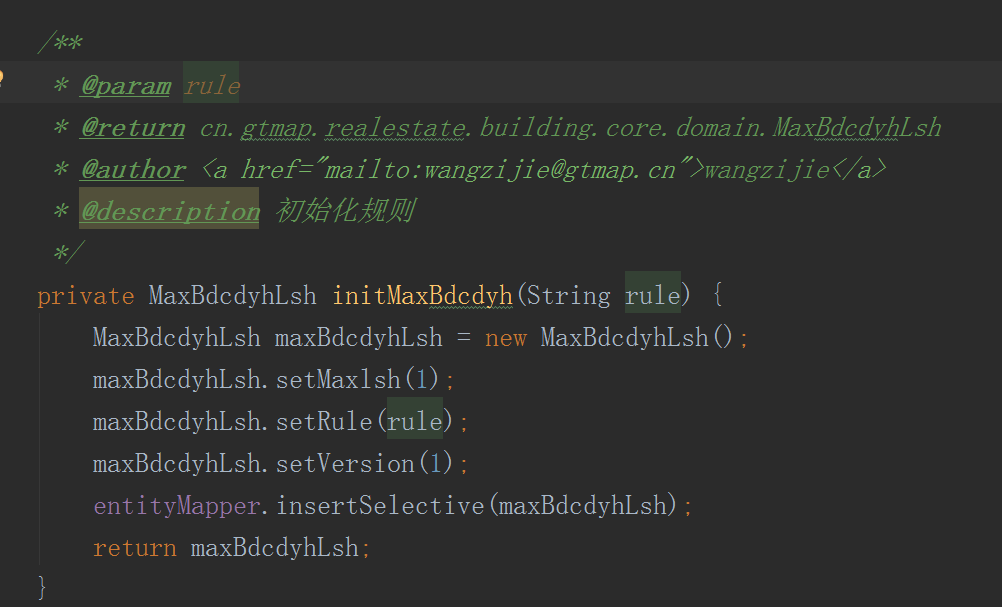 /**
 * @param rule
 * @return cn.gtmap.realestate.building.core.domain.MaxBdcdyhLsh
 * @author <a href="mailto:wangzijie@gtmap.cn">wangzijie</a>
 * @description 初始化规则
 */
private MaxBdcdyhLsh initMaxBdcdyh(String rule) {
    MaxBdcdyhLsh maxBdcdyhLsh = new MaxBdcdyhLsh();
    maxBdcdyhLsh.setMaxlsh(1);
    maxBdcdyhLsh.setRule(rule);
    maxBdcdyhLsh.setVersion(1);
    entityMapper.insertSelective(maxBdcdyhLsh);
    return maxBdcdyhLsh;
}